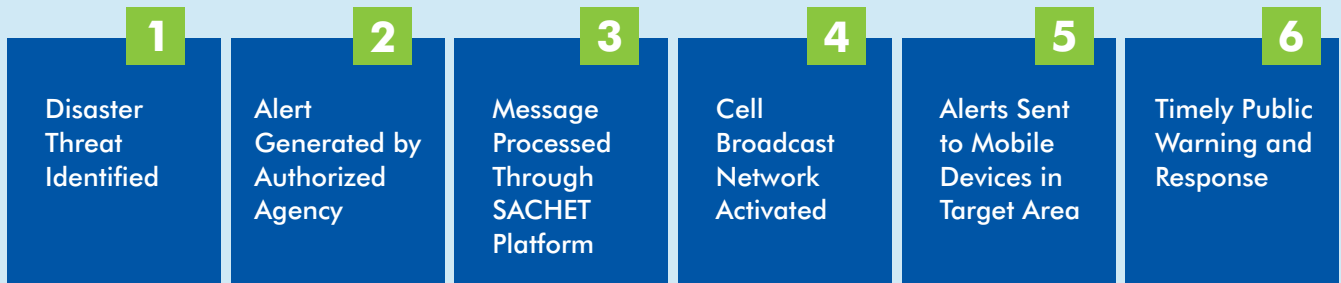 1
Disaster
Threat
Identified
2
Alert
Generated by
Authorized
Agency
3
Message
Processed
Through
SACHET
Platform
4
Cell
Broadcast
Network
Activated
5
Alerts Sent
to Mobile
Devices in
Target Area
6
Timely Public
Warning and
Response